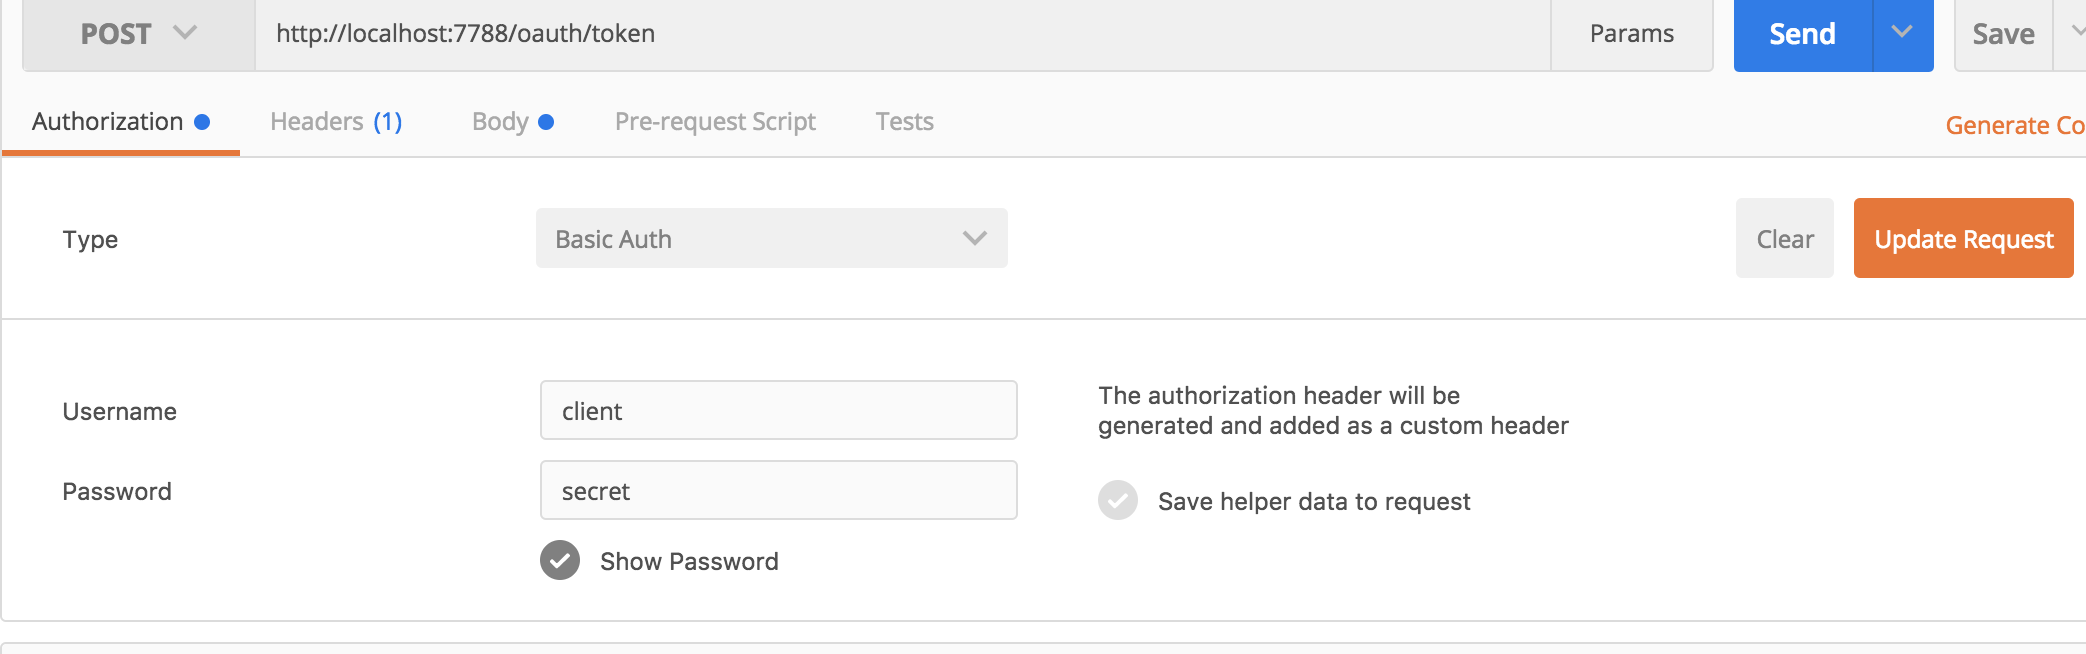 POST http://localhost:7788/oauth/token Params Send Save
Authorization Headers (1) Body Pre-request Script Tests Generate Co
Type Basic Auth Clear Update Request
Username client
The authorization header will be
generated and added as a custom header
Password secret
Save helper data to request
Show Password